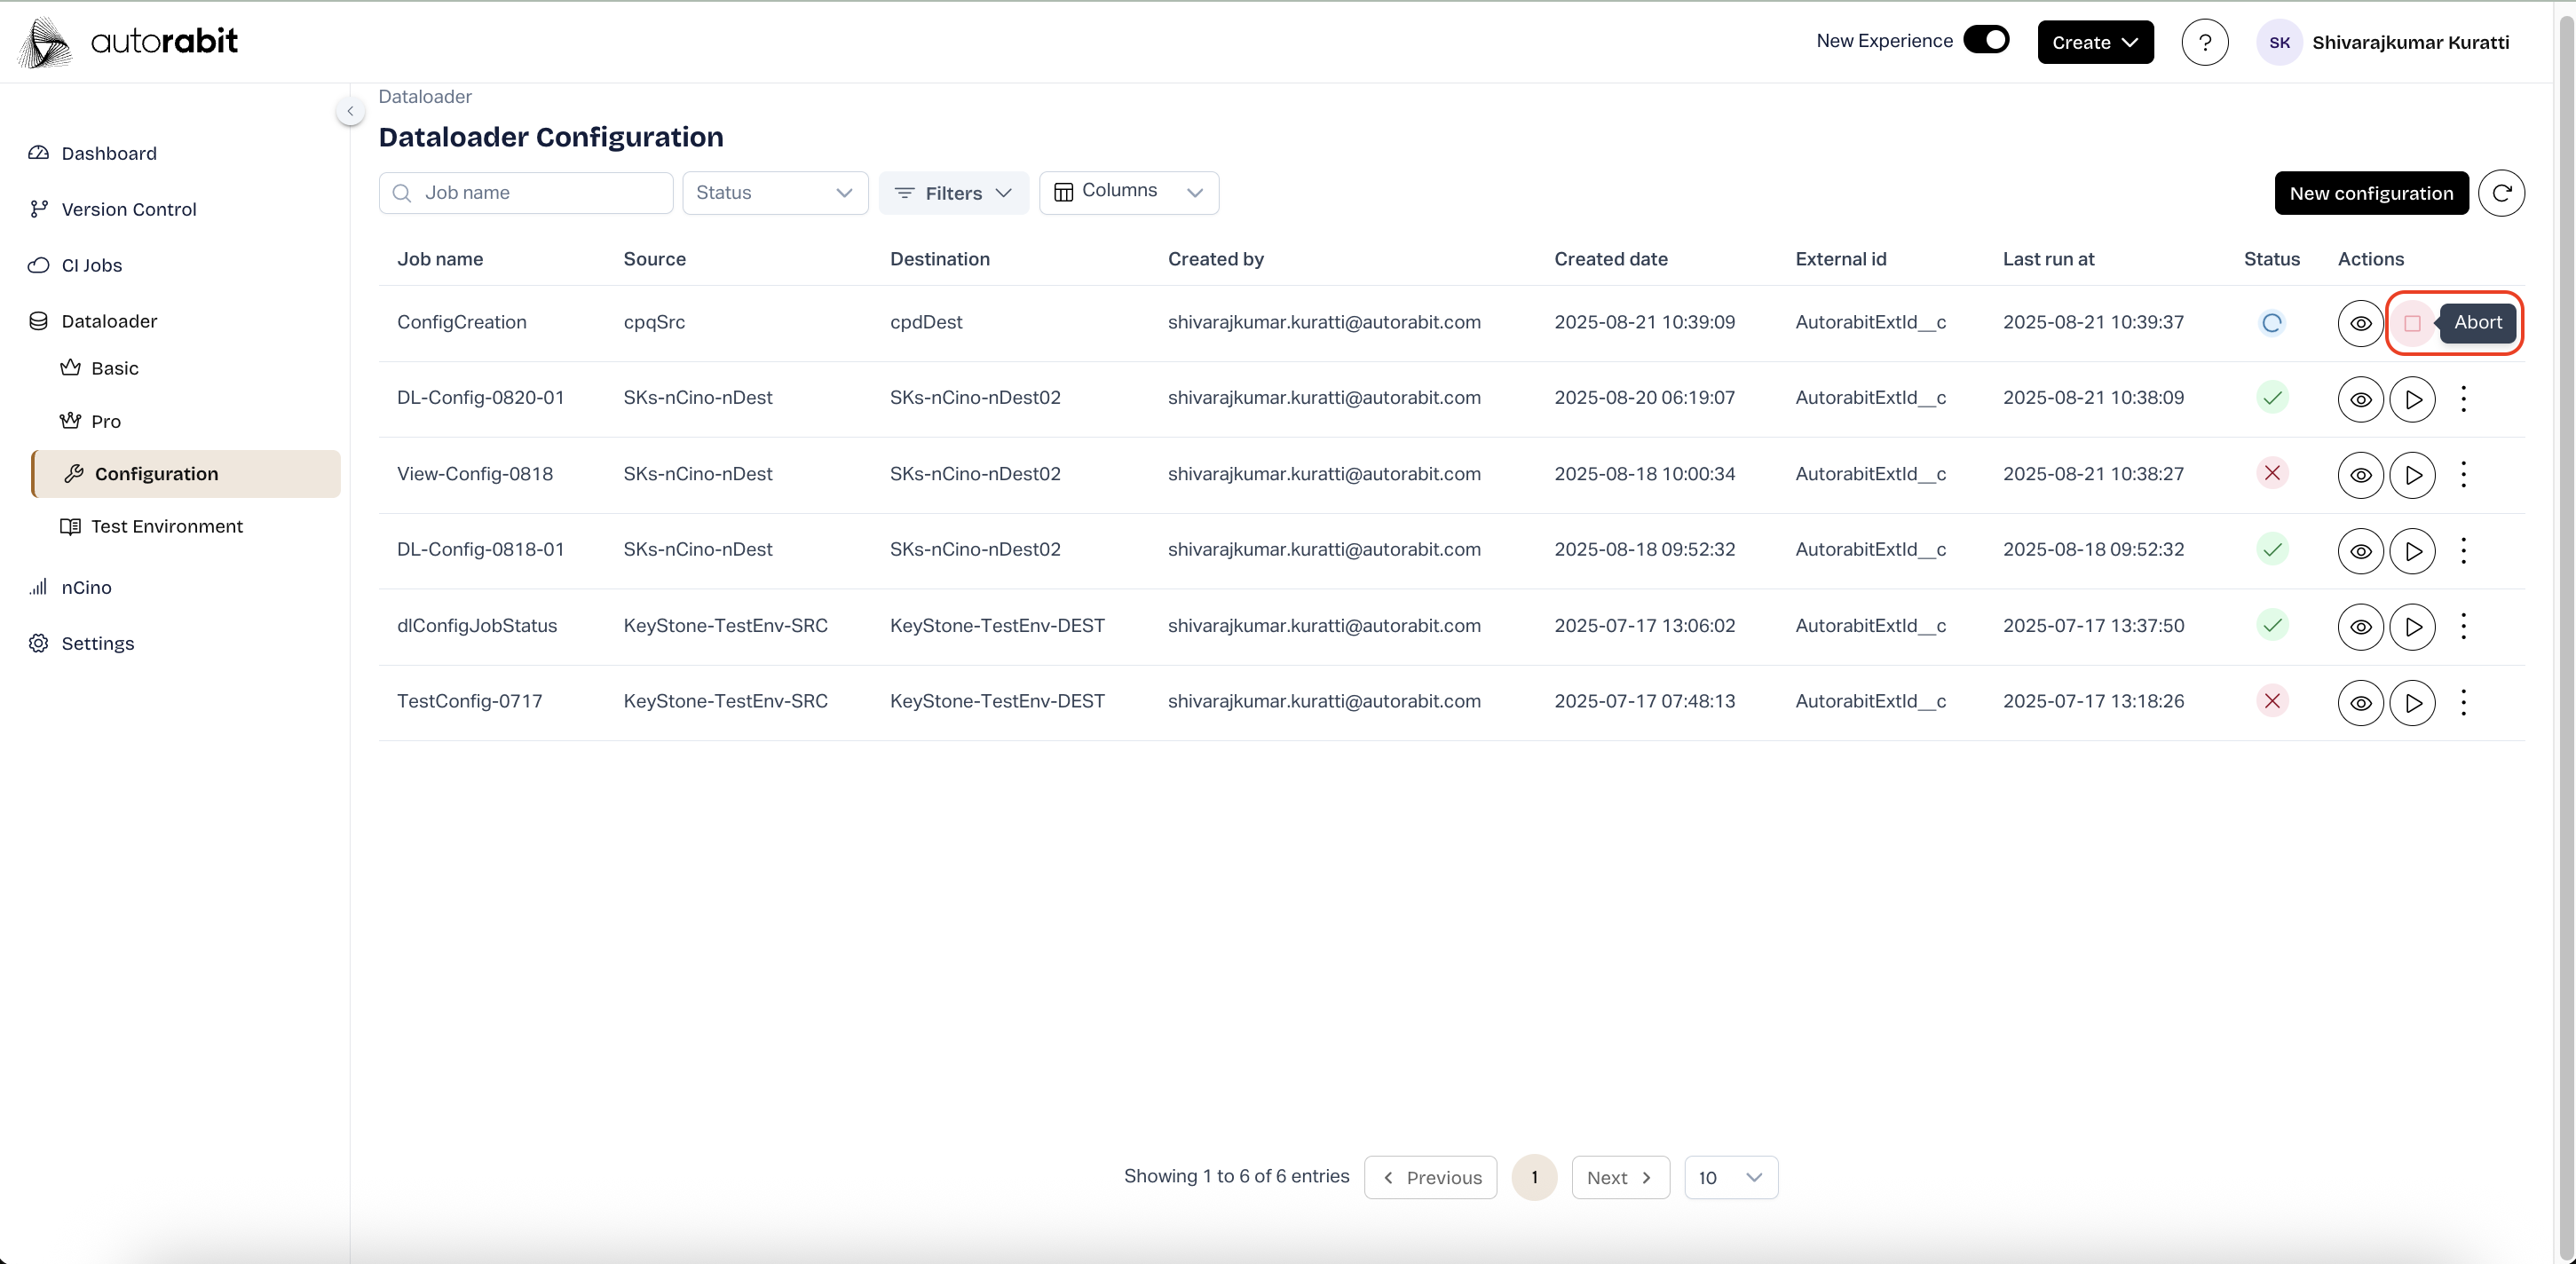 autorabit
New Experience Create ? SK Shivarajkumar Kuratti
Dashboard
Version Control
CI Jobs
Dataloader
Basic
Pro
Configuration
Test Environment
nCino
Settings
Dataloader
Dataloader Configuration
Job name Status Filters Columns New configuration
Job name Source Destination Created by Created date External id Last run at Status Actions
ConfigCreation cpqSrc cpdDest shivarajkumar.kuratti@autorabit.com 2025-08-21 10:39:09 AutorabitExtId__c 2025-08-21 10:39:37 Abort
DL-Config-0820-01 SKs-nCino-nDest SKs-nCino-nDest02 shivarajkumar.kuratti@autorabit.com 2025-08-20 06:19:07 AutorabitExtId__c 2025-08-21 10:38:09
View-Config-0818 SKs-nCino-nDest SKs-nCino-nDest02 shivarajkumar.kuratti@autorabit.com 2025-08-18 10:00:34 AutorabitExtId__c 2025-08-21 10:38:27
DL-Config-0818-01 SKs-nCino-nDest SKs-nCino-nDest02 shivarajkumar.kuratti@autorabit.com 2025-08-18 09:52:32 AutorabitExtId__c 2025-08-18 09:52:32
dlConfigJobStatus KeyStone-TestEnv-SRC KeyStone-TestEnv-DEST shivarajkumar.kuratti@autorabit.com 2025-07-17 13:06:02 AutorabitExtId__c 2025-07-17 13:37:50
TestConfig-0717 KeyStone-TestEnv-SRC KeyStone-TestEnv-DEST shivarajkumar.kuratti@autorabit.com 2025-07-17 07:48:13 AutorabitExtId__c 2025-07-17 13:18:26
Showing 1 to 6 of 6 entries Previous 1 Next 10